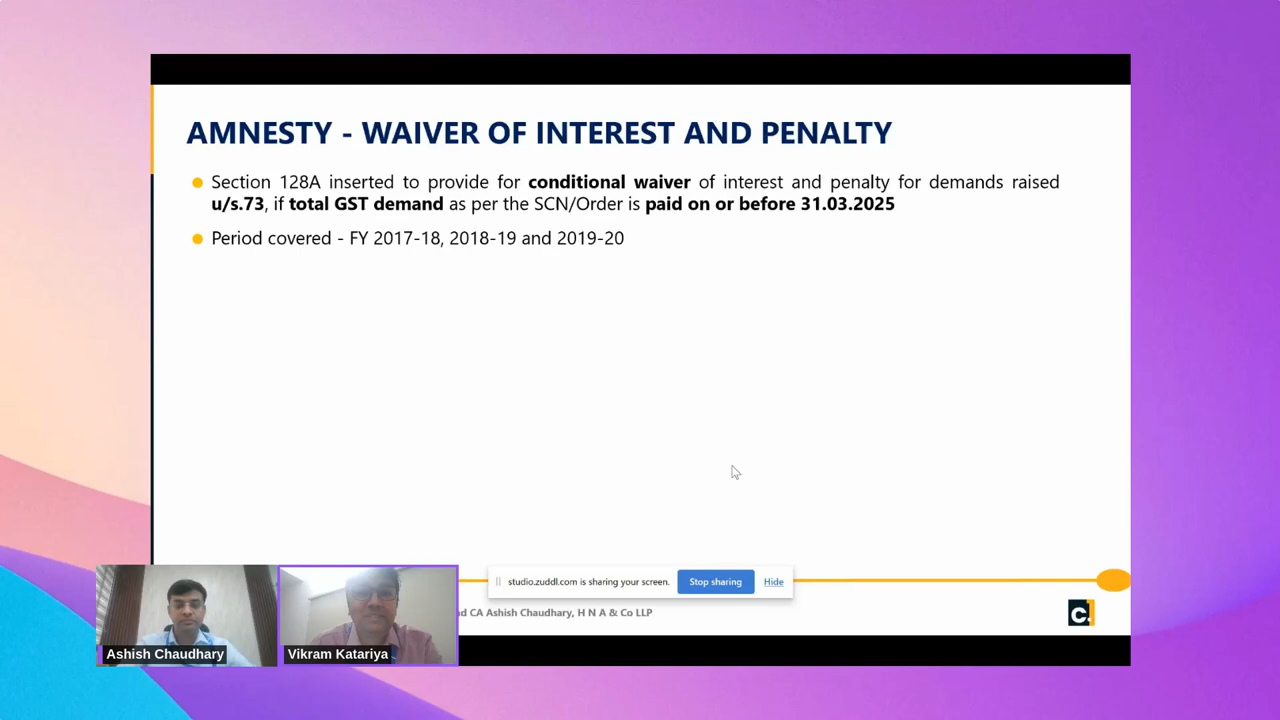 AMNESTY - WAIVER OF INTEREST AND PENALTY
Section 128A inserted to provide for conditional waiver of interest and penalty for demands raised
u/s.73, if total GST demand as per the SCN/Order is paid on or before 31.03.2025
Period covered - FY 2017-18, 2018-19 and 2019-20
studio.zuddl.com is sharing your screen.
Stop sharing
Hide
CA Ashish Chaudhary, H N A & Co LLP
Ashish Chaudhary
Vikram Katariya